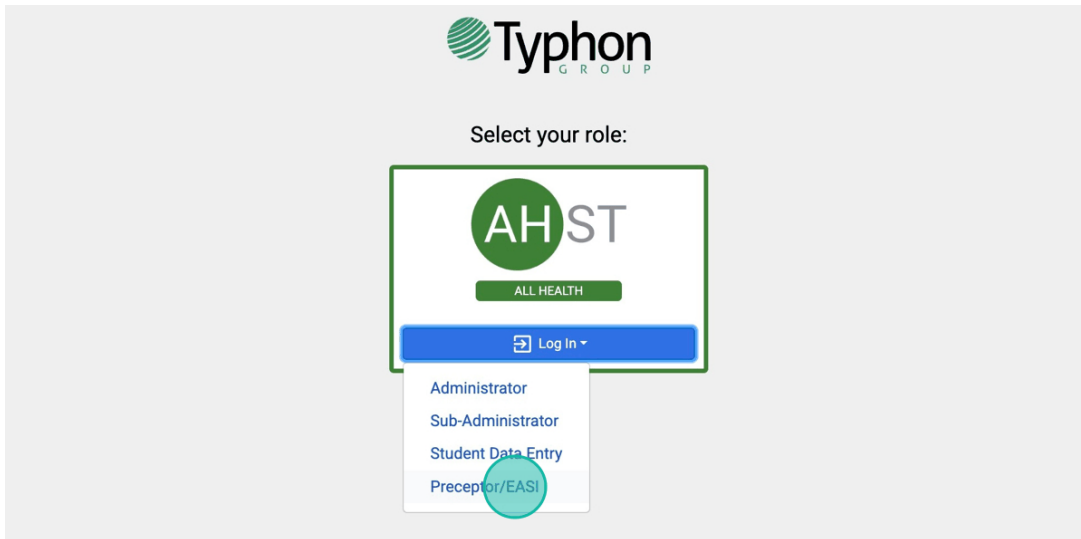 Typhon
GROUP
Select your role:
AHST
ALL HEALTH
Log In
Administrator
Sub-Administrator
Student Data Entry
Preceptor/EASI